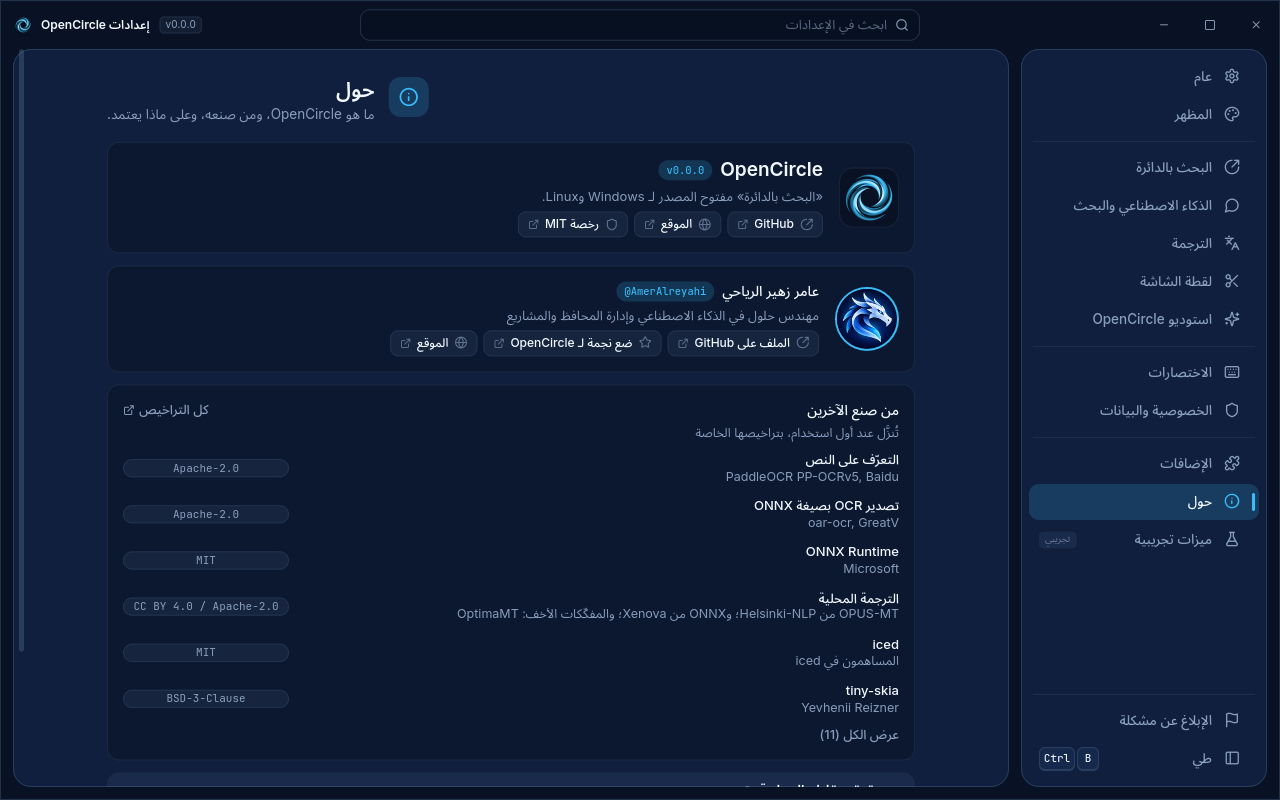 إعدادات OpenCircle v0.0.0
ابحث في الإعدادات
عام
المظهر
البحث بالدائرة
الذكاء الاصطناعي والبحث
الترجمة
لقطة الشاشة
استوديو OpenCircle
الاختصارات
الخصوصية والبيانات
الإضافات
حول
ميزات تجريبية تجريبي
الإبلاغ عن مشكلة
طي Ctrl B
حول
ما هو OpenCircle، ومن صنعه، وعلى ماذا يعتمد.
OpenCircle v0.0.0
«البحث بالدائرة» مفتوح المصدر لـ Windows وLinux.
GitHub الموقع رخصة MIT
عامر زهير الرياحي @AmerAlreyahi
مهندس حلول في الذكاء الاصطناعي وإدارة المحافظ والمشاريع
الملف على GitHub ضع نجمة لـ OpenCircle الموقع
من صنع الآخرين كل التراخيص
تُنزَّل عند أول استخدام، بتراخيصها الخاصة
التعرّف على النص
PaddleOCR PP-OCRv5, Baidu
Apache-2.0
تصدير OCR بصيغة ONNX
oar-ocr, GreatV
Apache-2.0
ONNX Runtime
Microsoft
MIT
الترجمة المحلية
OPUS-MT من Helsinki-NLP؛ وONNX من Xenova؛ والمفكّكات الأخف: OptimaMT
CC BY 4.0 / Apache-2.0
iced
المساهمون في iced
MIT
tiny-skia
Yevhenii Reizner
BSD-3-Clause
عرض الكل (11)